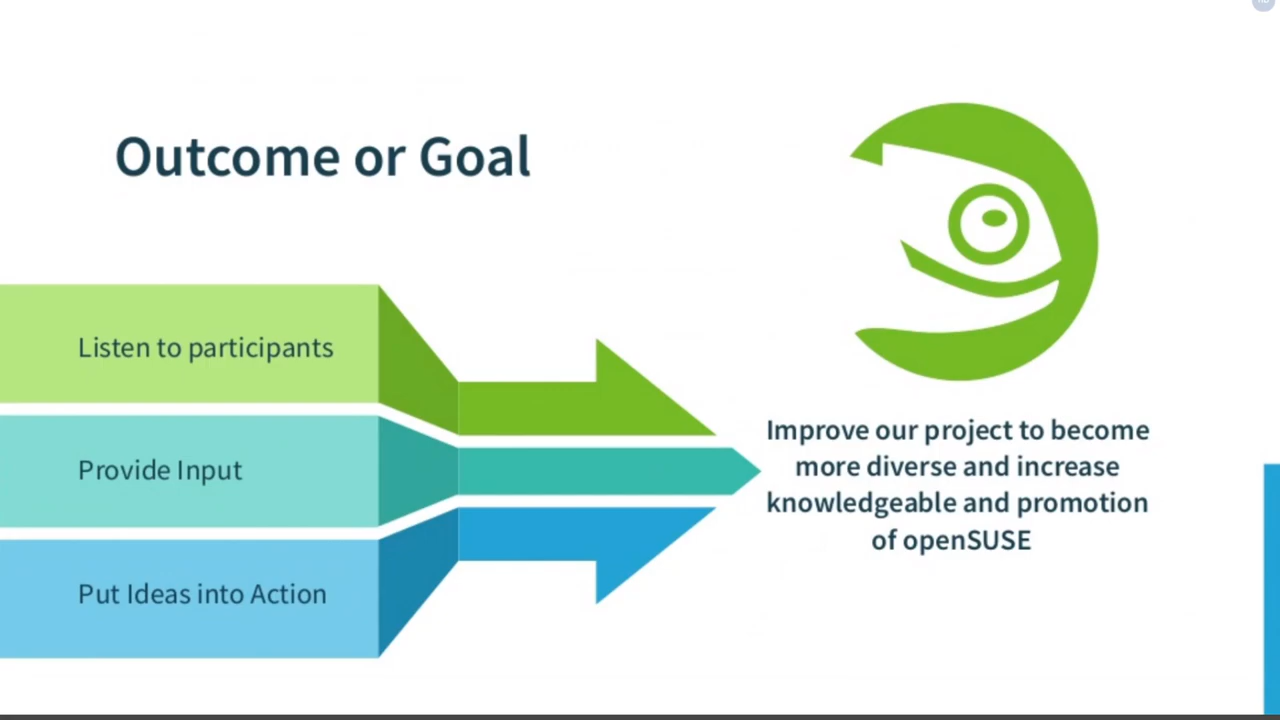 Outcome or Goal
Listen to participants
Provide Input
Put Ideas into Action
Improve our project to become
more diverse and increase
knowledgeable and promotion
of openSUSE